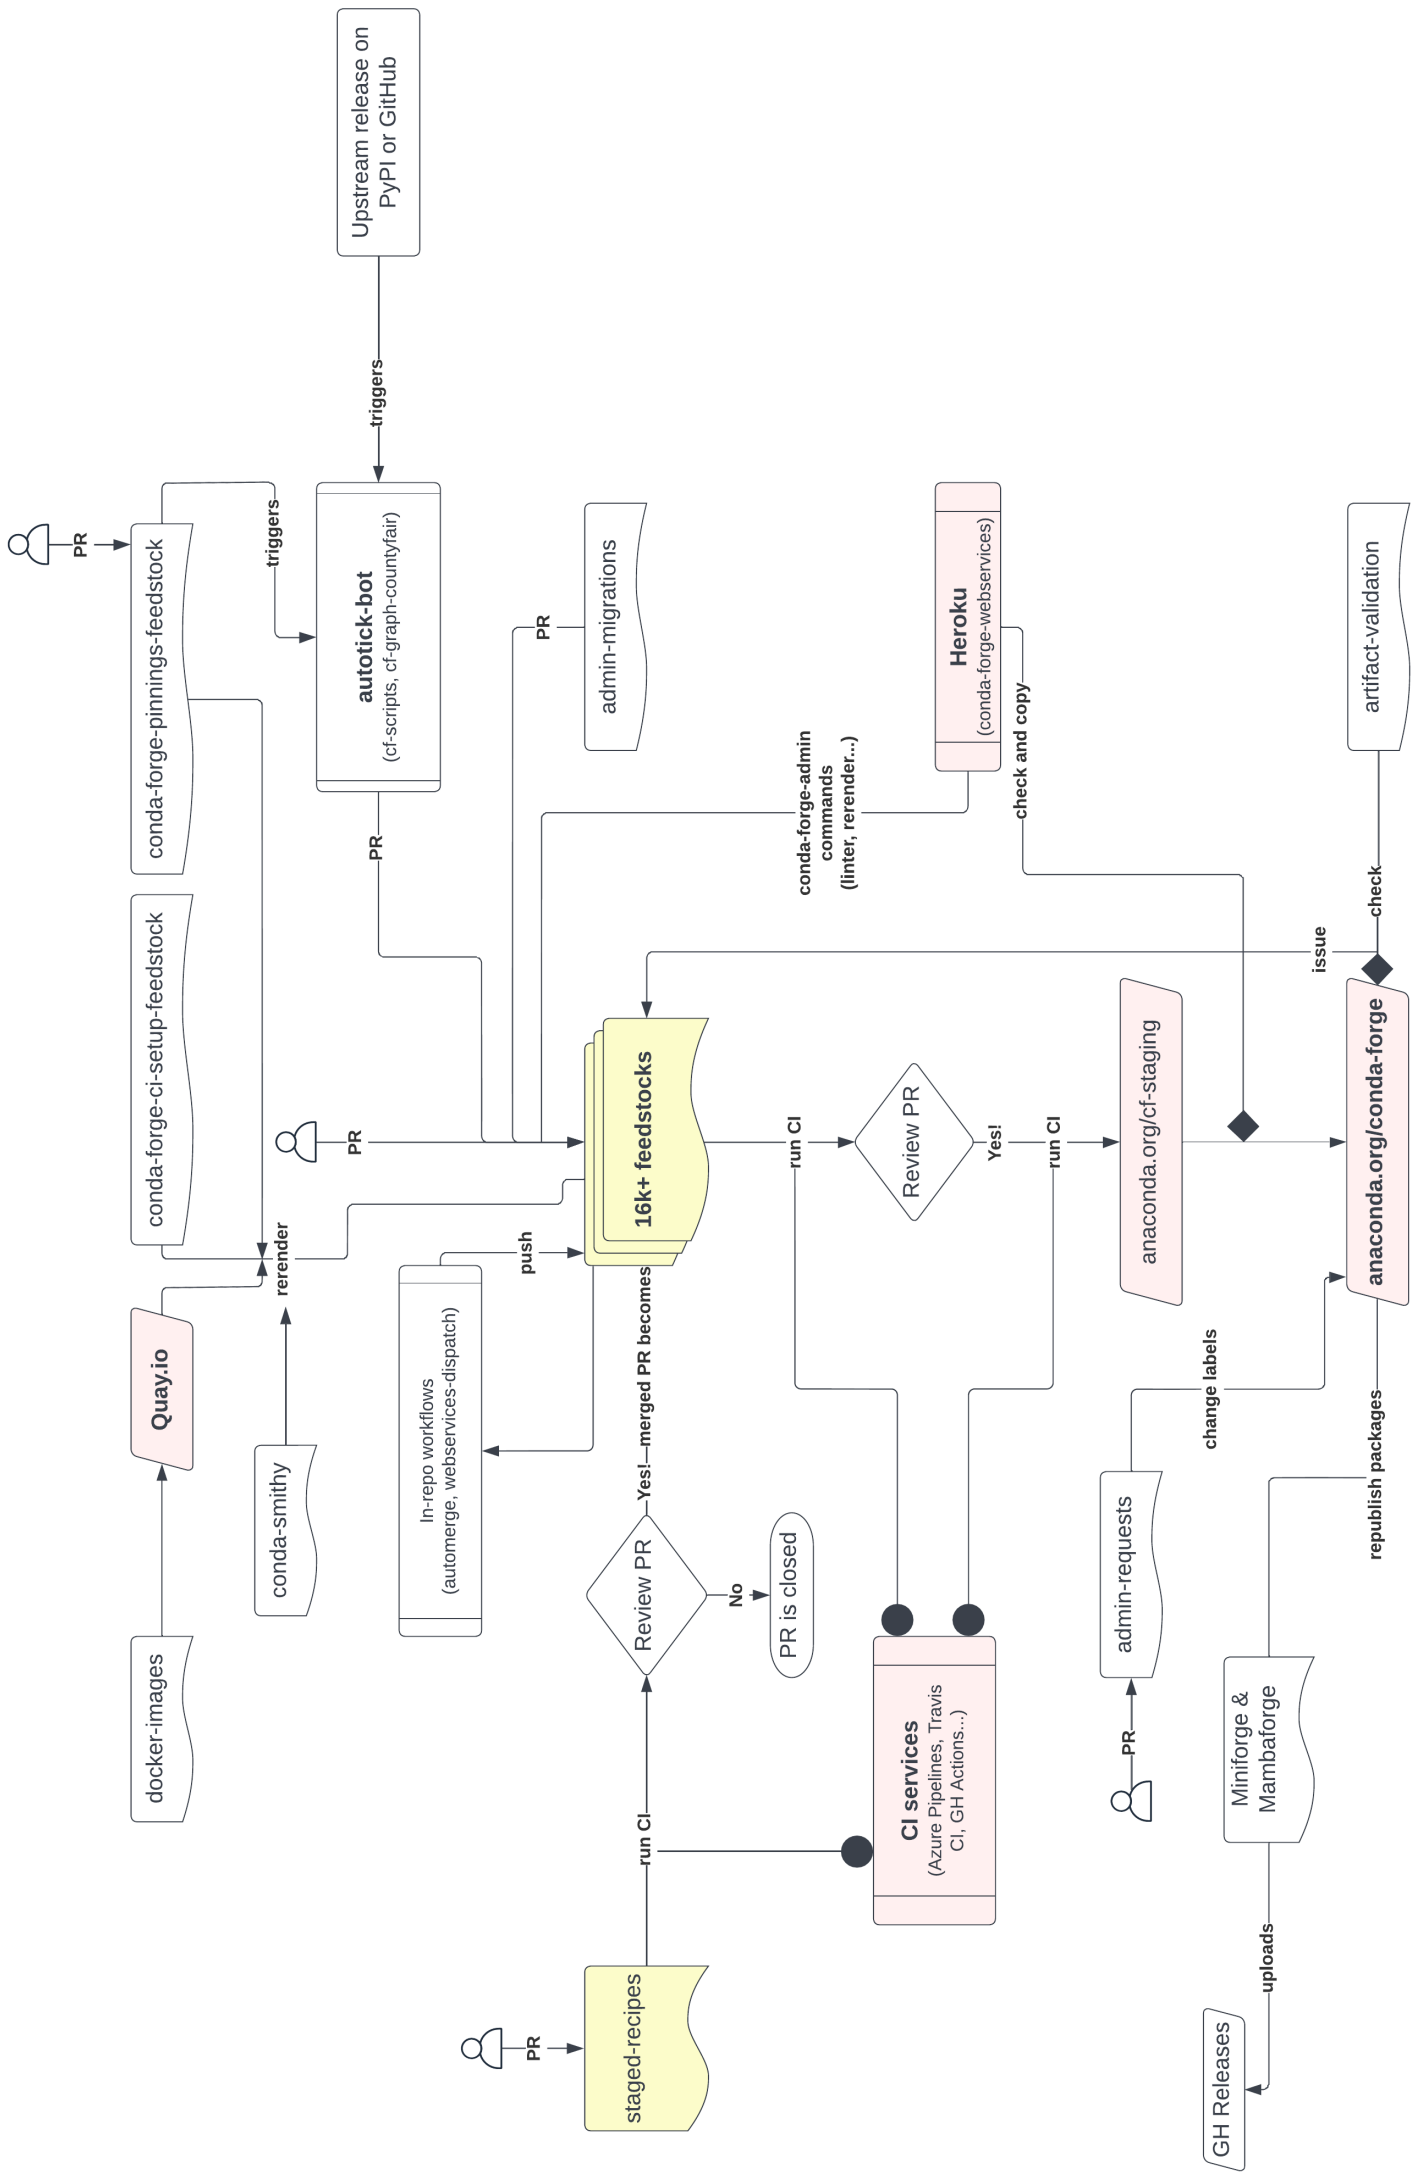 Upstream release on
PyPI or GitHub
triggers
PR
conda-forge-pinnings-feedstock
triggers
autotick-bot
(cf-scripts, cf-graph-countyfair)
PR
admin-migrations
PR
Heroku
(conda-forge-webservices)
conda-forge-admin
commands
(linter, rerender...)
check and copy
artifact-validation
check
issue
conda-forge-ci-setup-feedstock
PR
rerender
Quay.io
conda-smithy
docker-images
In-repo workflows
(automerge, webservices-dispatch)
push
16k+ feedstocks
run CI
Review PR
Yes!
run CI
anaconda.org/cf-staging
anaconda.org/conda-forge
Yes!
merged PR becomes
Review PR
No
PR is closed
run CI
CI services
(Azure Pipelines, Travis
CI, GH Actions...)
PR
staged-recipes
PR
admin-requests
change labels
republish packages
Miniforge &
Mambaforge
uploads
GH Releases